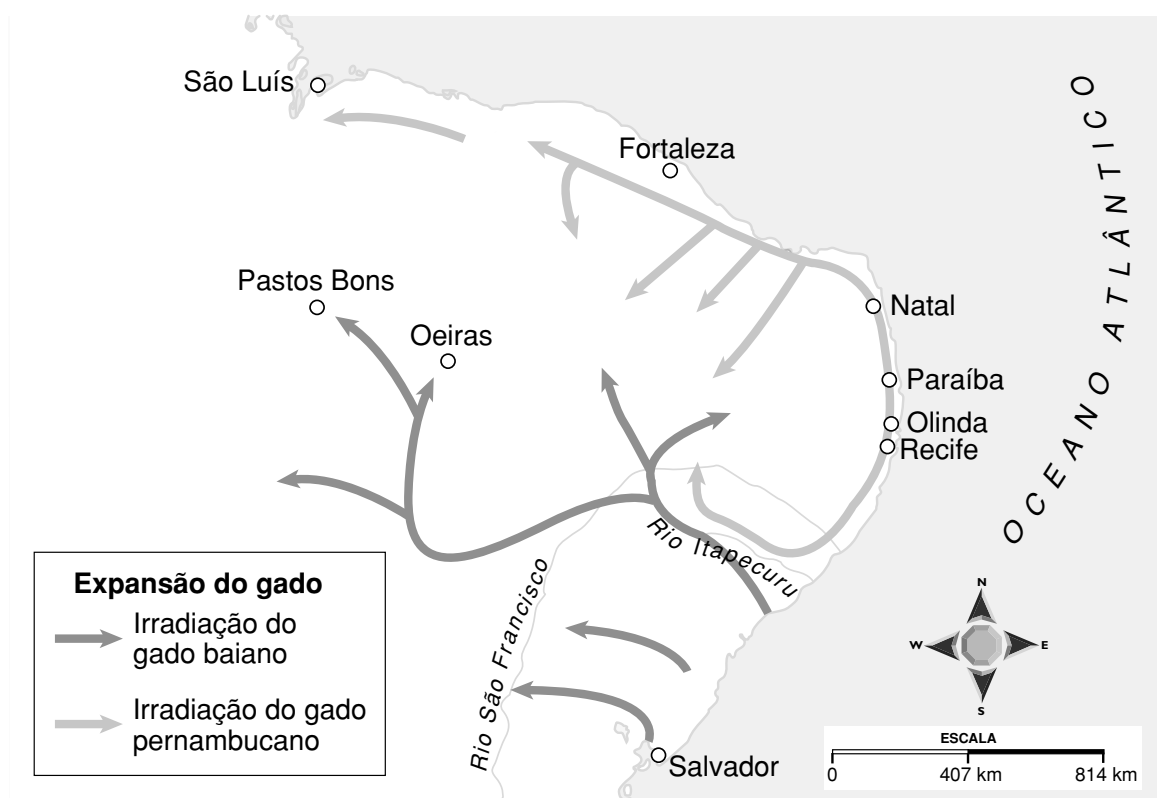 São Luís
Fortaleza
Pastos Bons
Oeiras
Natal
Paraíba
Olinda
Recife
OCEANO ATLÂNTICO
Rio Itapecuru
Rio São Francisco
Salvador
Expansão do gado
Irradiação do
gado baiano
Irradiação do gado
pernambucano
N
W
E
S
ESCALA
0 407 km 814 km